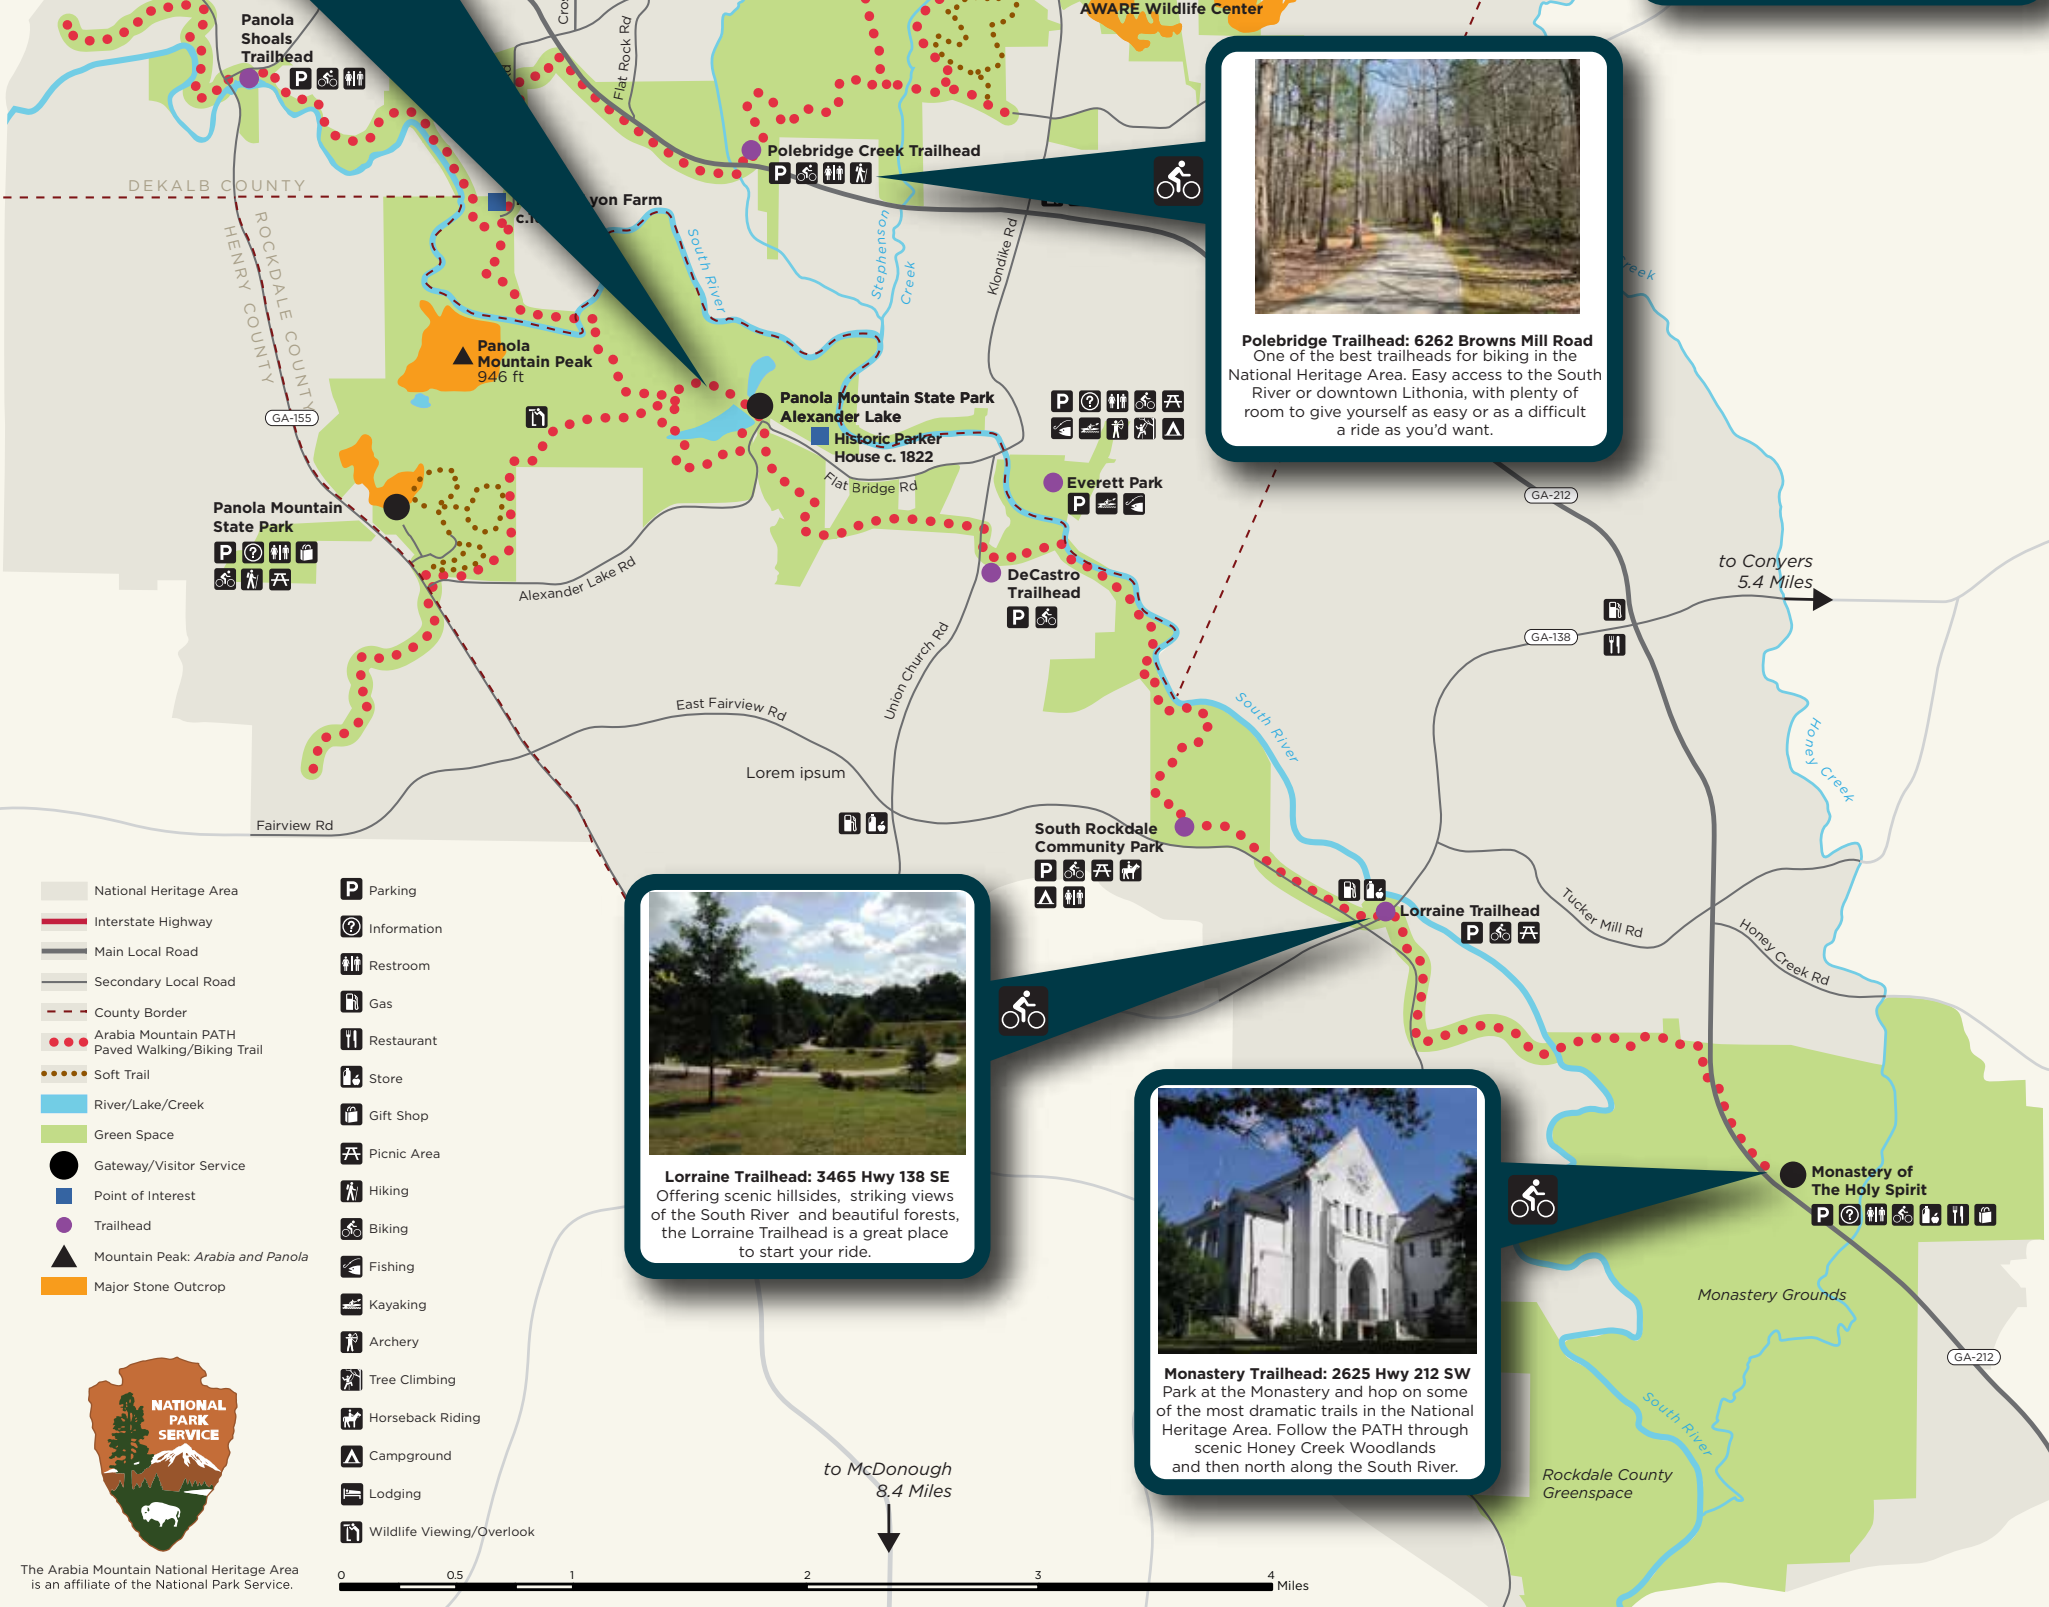 AWARE Wildlife Center
Panola
Shoals
Trailhead
P
Flat Rock Rd
Polebridge Creek Trailhead
P
DEKALB COUNTY
ROCKDALE COUNTY
HENRY COUNTY
yon Farm
South River
Stephenson
Creek
Klondike Rd
Polebridge Trailhead: 6262 Browns Mill Road
One of the best trailheads for biking in the
National Heritage Area. Easy access to the South
River or downtown Lithonia, with plenty of
room to give yourself as easy or as a difficult
a ride as you'd want.
Panola
Mountain Peak
946 ft
GA-155
Panola Mountain State Park
Alexander Lake
Historic Parker
House c. 1822
P ?
Flat Bridge Rd
Everett Park
P
Panola Mountain
State Park
P ?
Alexander Lake Rd
DeCastro
Trailhead
P
GA-212
to Conyers
5.4 Miles
GA-138
Union Church Rd
East Fairview Rd
South River
Honey Creek
Lorem ipsum
Fairview Rd
South Rockdale
Community Park
P
Lorraine Trailhead
P
Tucker Mill Rd
Honey Creek Rd
National Heritage Area
Interstate Highway
Main Local Road
Secondary Local Road
County Border
Arabia Mountain PATH
Paved Walking/Biking Trail
Soft Trail
River/Lake/Creek
Green Space
Gateway/Visitor Service
Point of Interest
Trailhead
Mountain Peak: Arabia and Panola
Major Stone Outcrop
P Parking
? Information
Restroom
Gas
Restaurant
Store
Gift Shop
Picnic Area
Hiking
Biking
Fishing
Kayaking
Archery
Tree Climbing
Horseback Riding
Campground
Lodging
Wildlife Viewing/Overlook
Lorraine Trailhead: 3465 Hwy 138 SE
Offering scenic hillsides, striking views
of the South River and beautiful forests,
the Lorraine Trailhead is a great place
to start your ride.
Monastery Trailhead: 2625 Hwy 212 SW
Park at the Monastery and hop on some
of the most dramatic trails in the National
Heritage Area. Follow the PATH through
scenic Honey Creek Woodlands
and then north along the South River.
Monastery of
The Holy Spirit
P ?
Monastery Grounds
GA-212
South River
Rockdale County
Greenspace
to McDonough
8.4 Miles
NATIONAL
PARK
SERVICE
The Arabia Mountain National Heritage Area
is an affiliate of the National Park Service.
0 0.5 1 2 3 4 Miles